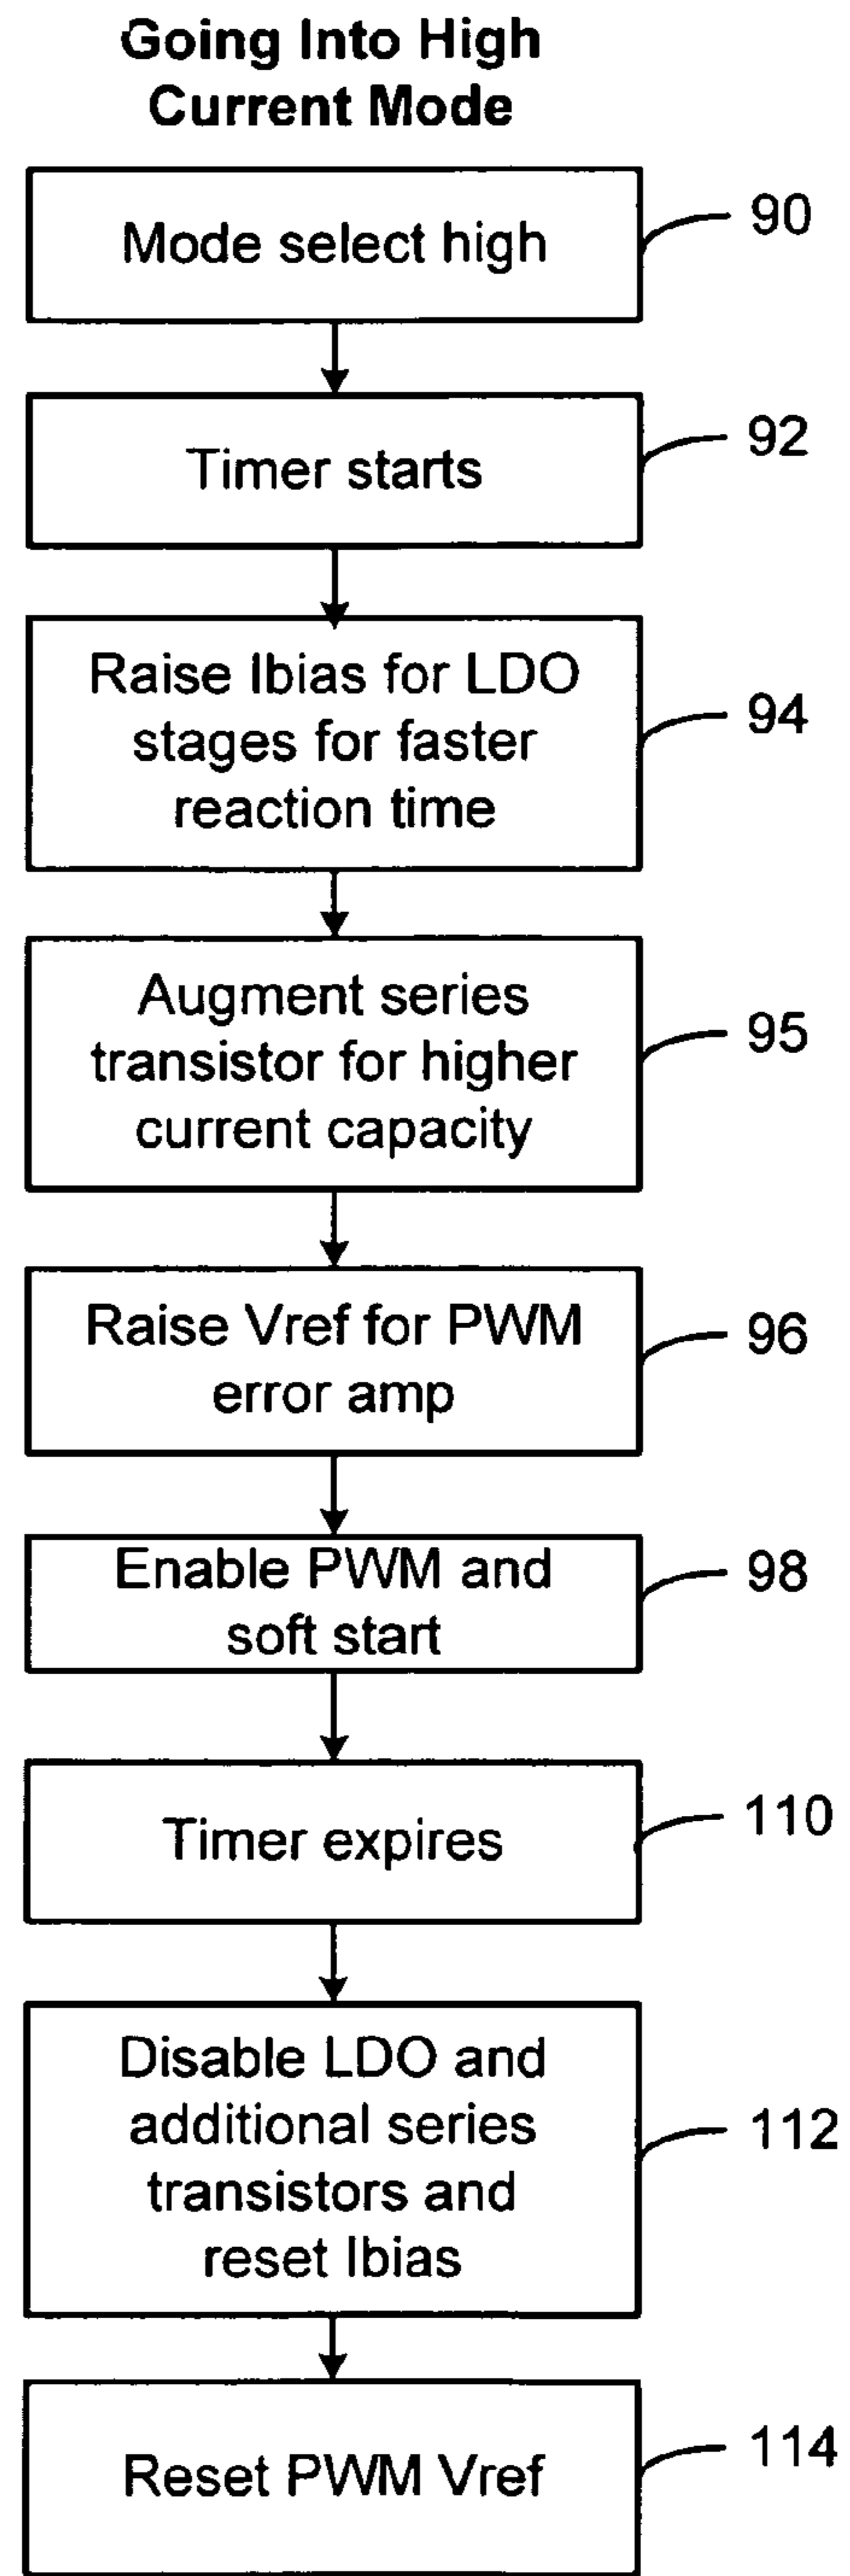 Going Into High
Current Mode
Mode select high
90
Timer starts
92
Raise Ibias for LDO
stages for faster
reaction time
94
Augment series
transistor for higher
current capacity
95
Raise Vref for PWM
error amp
96
Enable PWM and
soft start
98
Timer expires
110
Disable LDO and
additional series
transistors and
reset Ibias
112
Reset PWM Vref
114